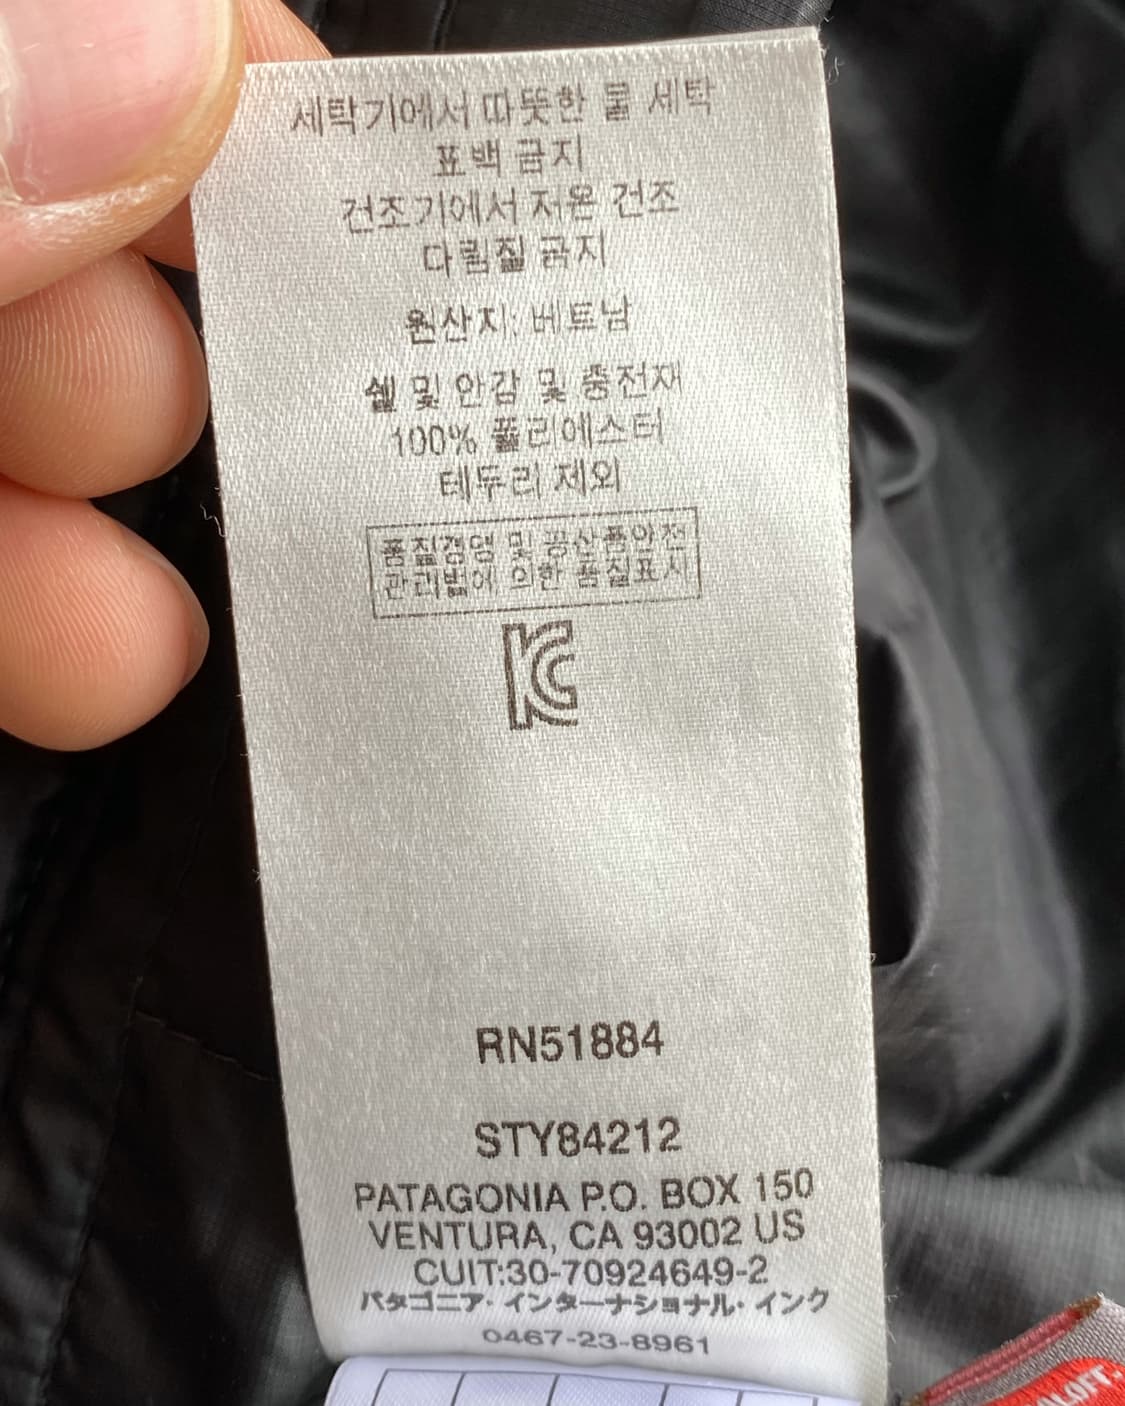 세탁기에서 따뜻한 물 세탁
표백 금지
건조기에서 저온 건조
다림질 금지
원산지: 베트남
쉘 및 안감 및 충전재
100% 폴리에스터
테두리 제외
품질경영 및 공산품안전
관리법에 의한 품질표시
RN51884
STY84212
PATAGONIA P.O. BOX 150
VENTURA, CA 93002 US
CUIT:30-70924649-2
パタゴニア・インターナショナル・インク
0467-23-8961